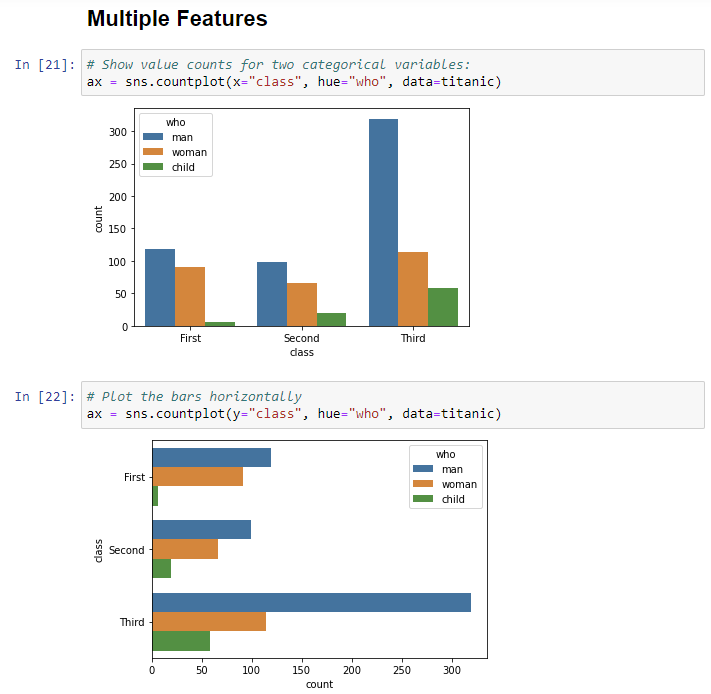 Multiple Features
In [21]:
# Show value counts for two categorical variables:
ax = sns.countplot(x="class", hue="who", data=titanic)
who
man
woman
child
300
250
200
150
100
50
0
count
First Second Third
class
In [22]:
# Plot the bars horizontally
ax = sns.countplot(y="class", hue="who", data=titanic)
who
man
woman
child
First
Second
Third
class
0 50 100 150 200 250 300
count